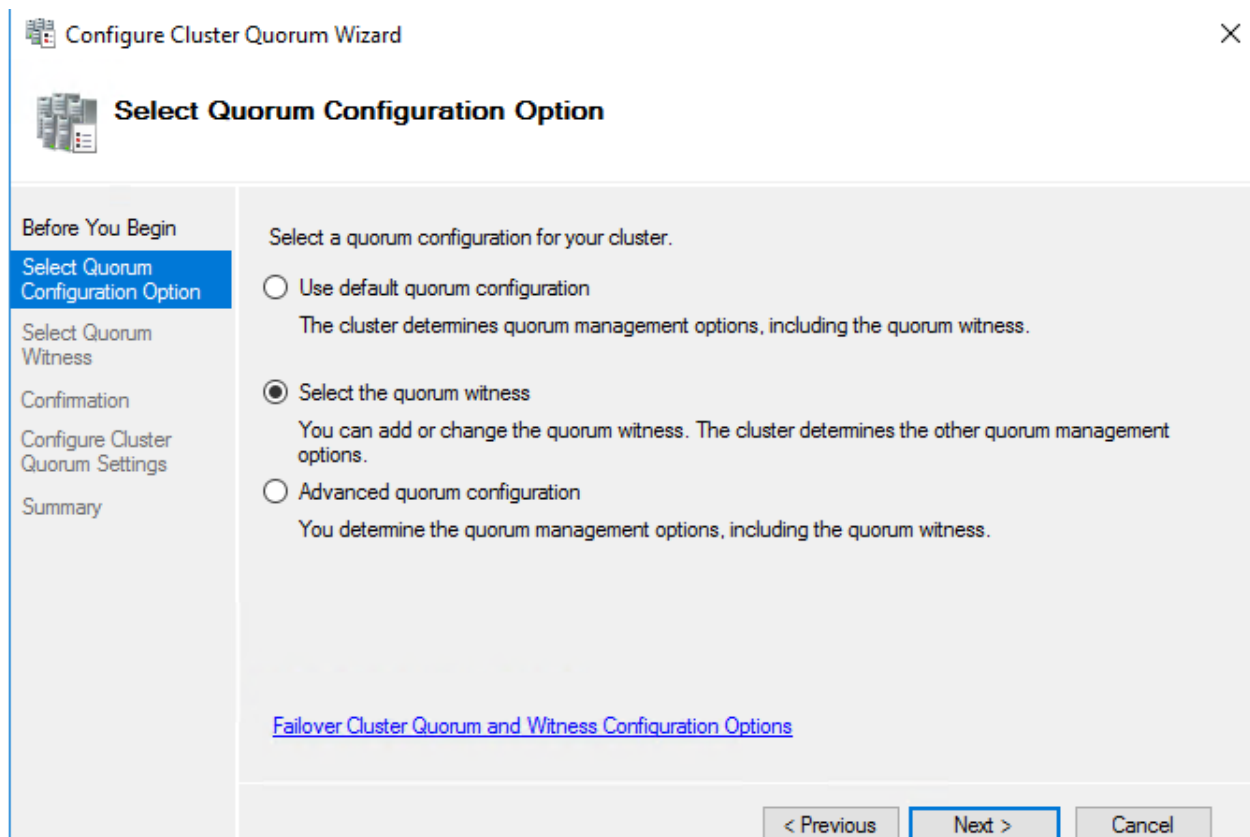 Configure Cluster Quorum Wizard
Select Quorum Configuration Option
Before You Begin
Select Quorum
Configuration Option
Select Quorum
Witness
Confirmation
Configure Cluster
Quorum Settings
Summary
Select a quorum configuration for your cluster.
Use default quorum configuration
The cluster determines quorum management options, including the quorum witness.
Select the quorum witness
You can add or change the quorum witness. The cluster determines the other quorum management
options.
Advanced quorum configuration
You determine the quorum management options, including the quorum witness.
Failover Cluster Quorum and Witness Configuration Options
< Previous
Next >
Cancel